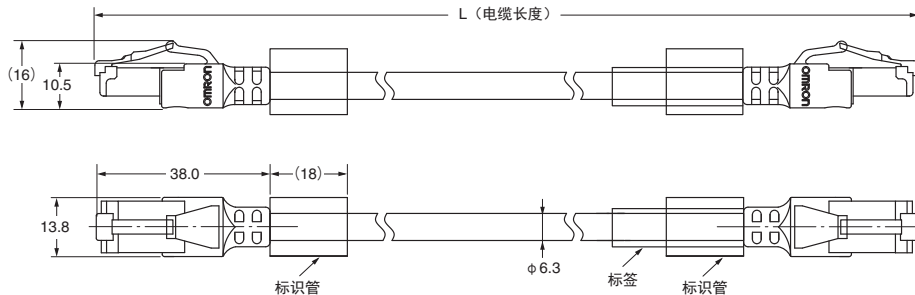 L（电缆长度）
(16)
10.5
OMRON
OMRON
38.0
(18)
13.8
φ6.3
标识管
标签
标识管